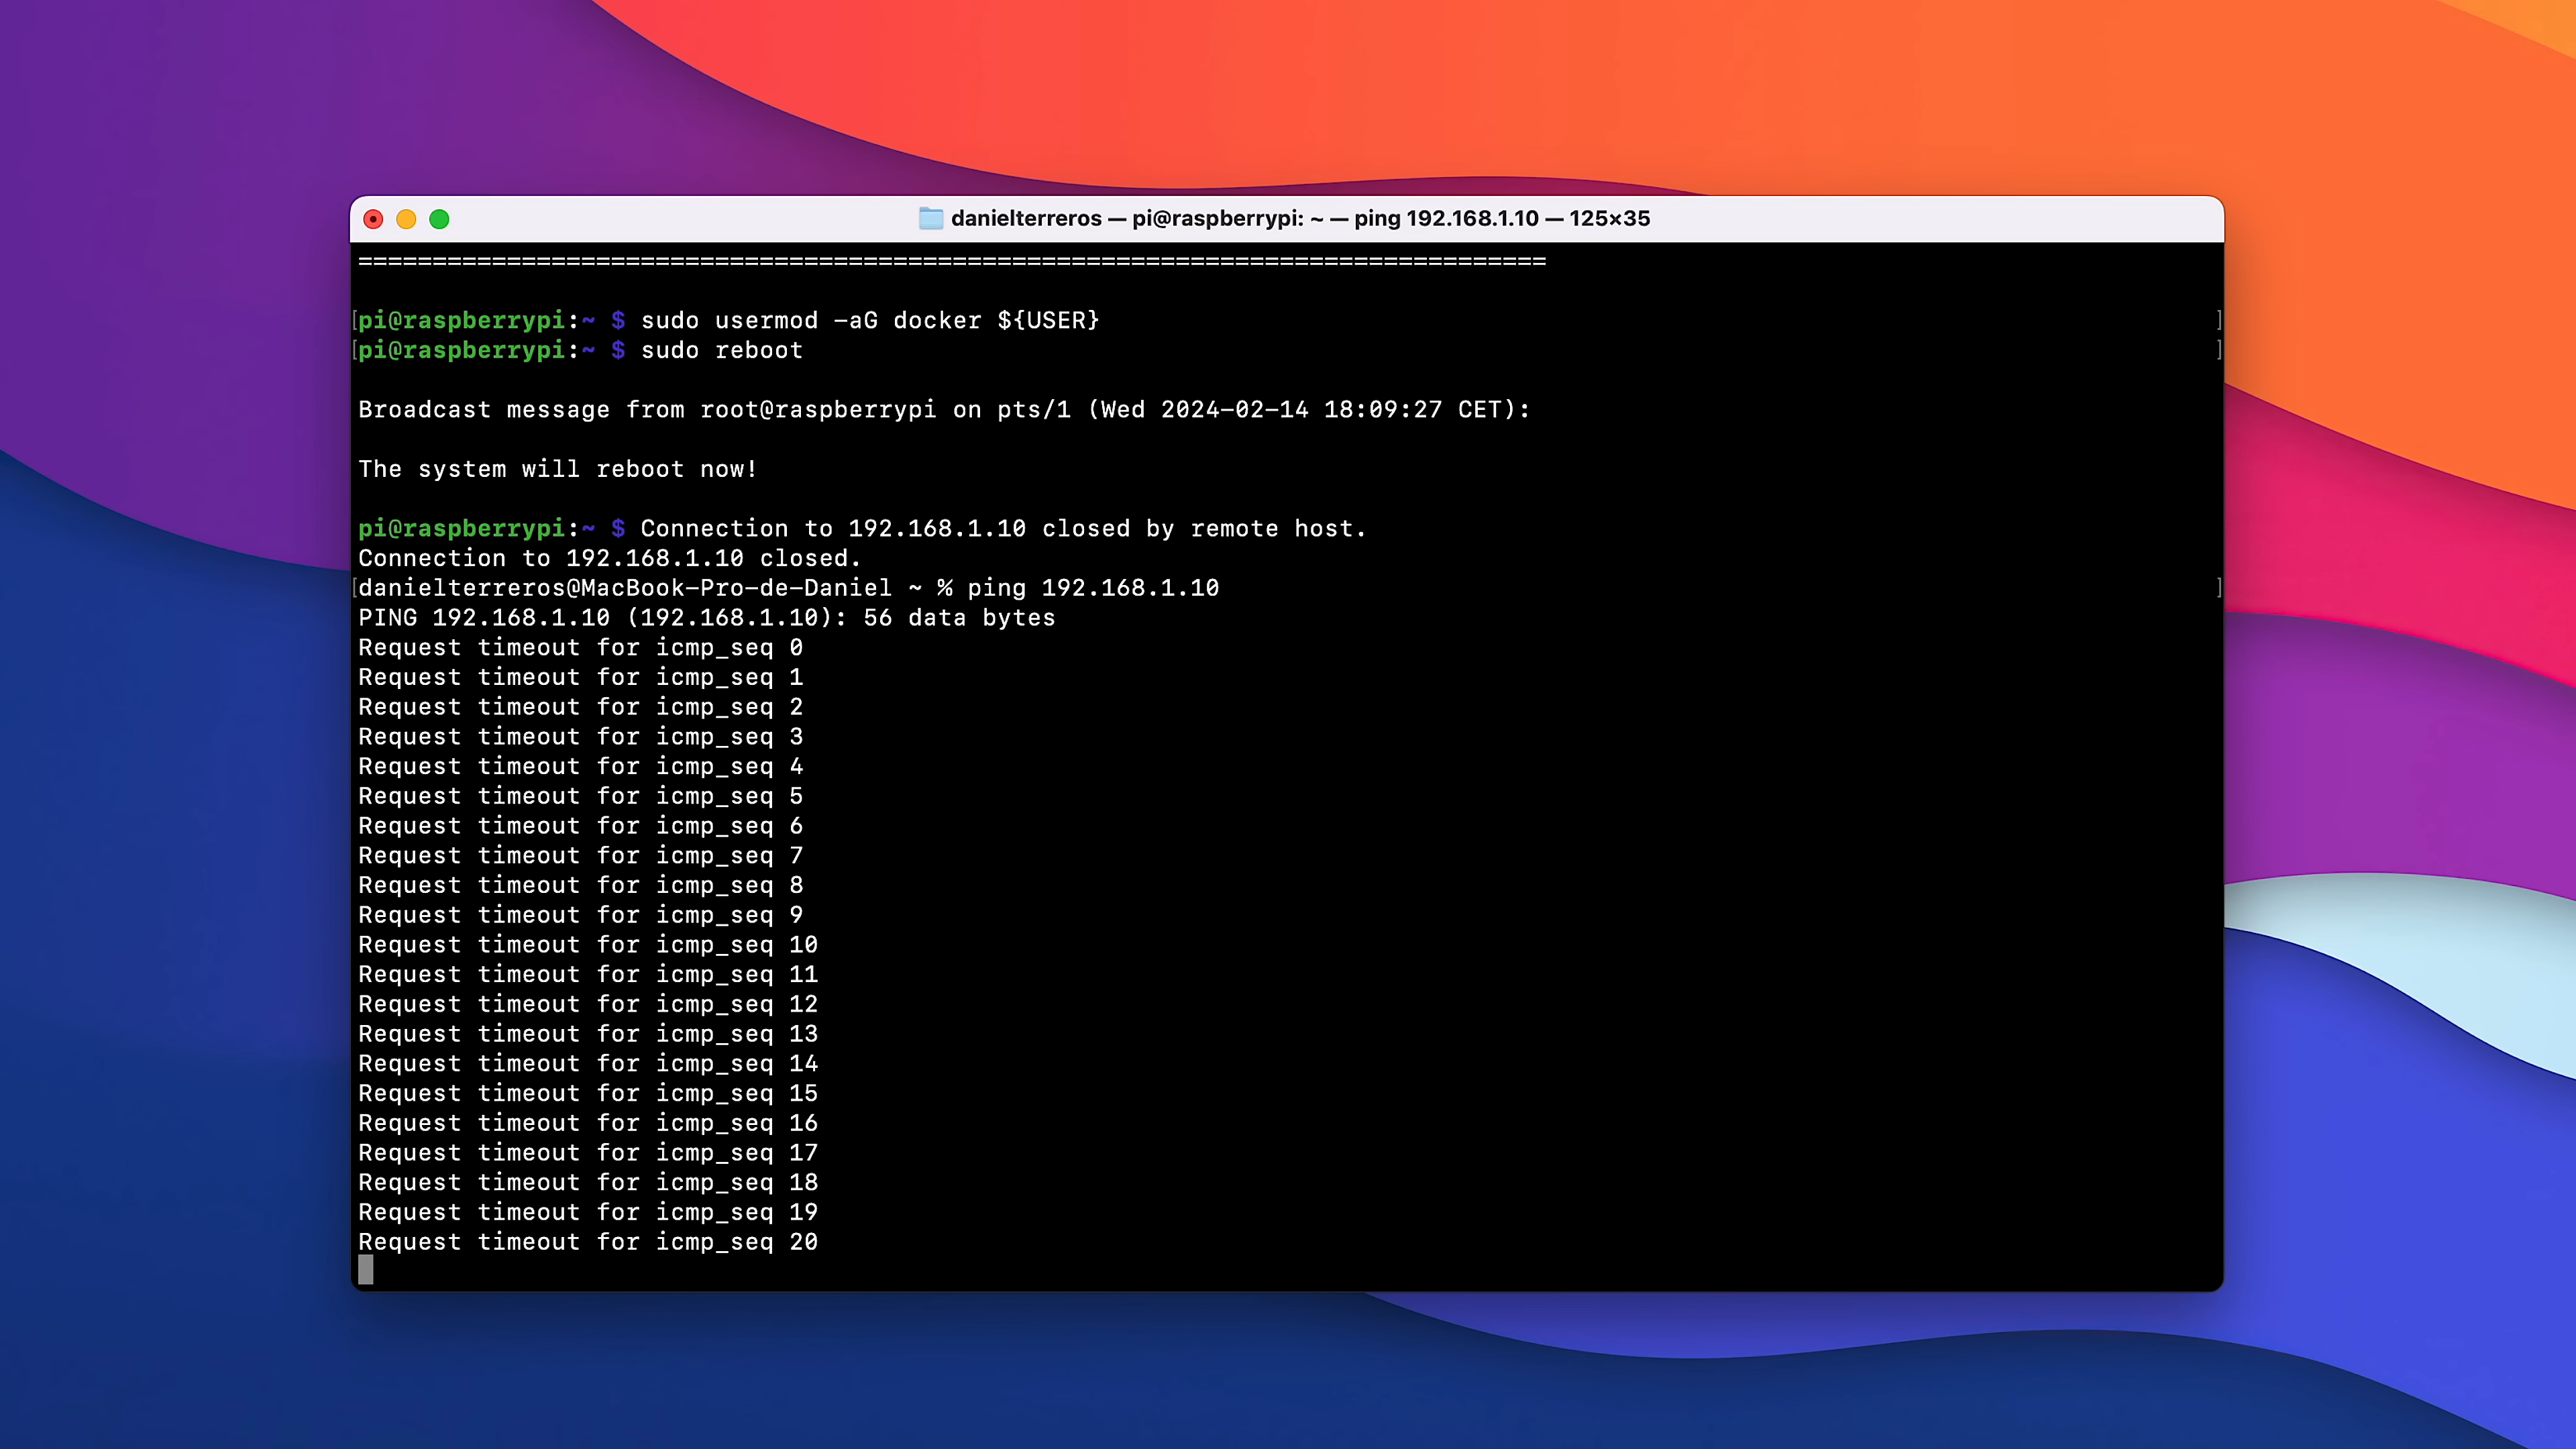 danielterreros — pi@raspberrypi: ~ — ping 192.168.1.10 — 125×35
================================================================================
pi@raspberrypi:~ $ sudo usermod -aG docker ${USER}
pi@raspberrypi:~ $ sudo reboot
Broadcast message from root@raspberrypi on pts/1 (Wed 2024-02-14 18:09:27 CET):
The system will reboot now!
pi@raspberrypi:~ $ Connection to 192.168.1.10 closed by remote host.
Connection to 192.168.1.10 closed.
danielterreros@MacBook-Pro-de-Daniel ~ % ping 192.168.1.10
PING 192.168.1.10 (192.168.1.10): 56 data bytes
Request timeout for icmp_seq 0
Request timeout for icmp_seq 1
Request timeout for icmp_seq 2
Request timeout for icmp_seq 3
Request timeout for icmp_seq 4
Request timeout for icmp_seq 5
Request timeout for icmp_seq 6
Request timeout for icmp_seq 7
Request timeout for icmp_seq 8
Request timeout for icmp_seq 9
Request timeout for icmp_seq 10
Request timeout for icmp_seq 11
Request timeout for icmp_seq 12
Request timeout for icmp_seq 13
Request timeout for icmp_seq 14
Request timeout for icmp_seq 15
Request timeout for icmp_seq 16
Request timeout for icmp_seq 17
Request timeout for icmp_seq 18
Request timeout for icmp_seq 19
Request timeout for icmp_seq 20